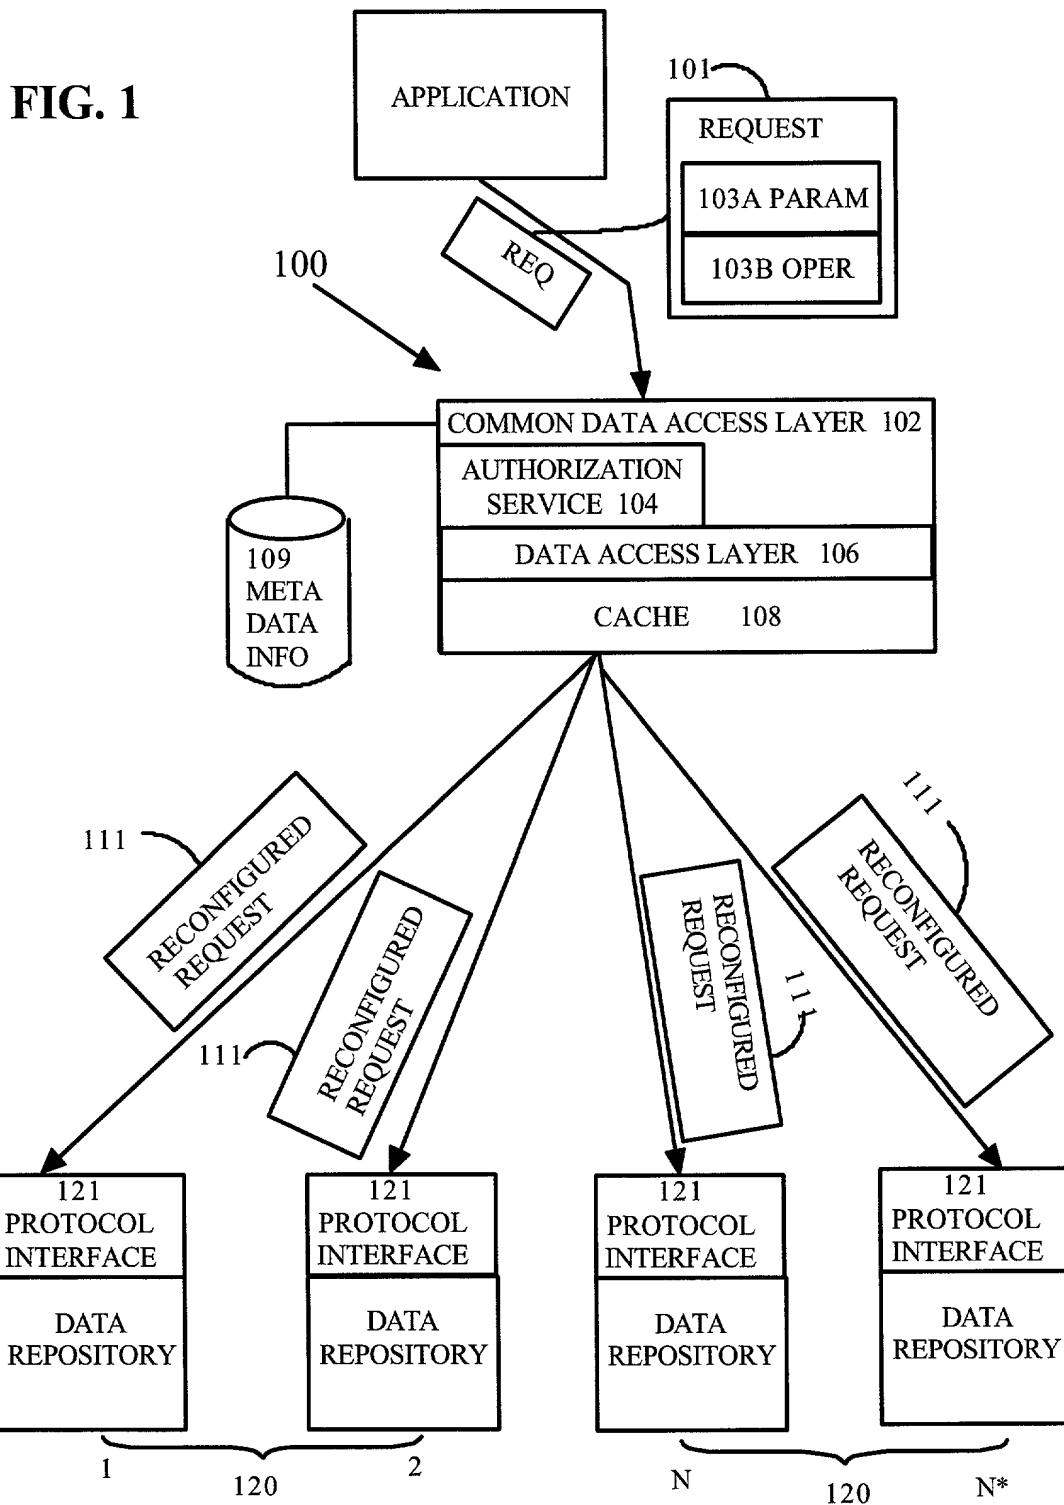 FIG. 1
APPLICATION
101
REQUEST
103A PARAM
103B OPER
REQ
100
COMMON DATA ACCESS LAYER 102
AUTHORIZATION
SERVICE 104
DATA ACCESS LAYER 106
CACHE 108
109
META
DATA
INFO
111
RECONFIGURED
REQUEST
111
RECONFIGURED
REQUEST
111
RECONFIGURED
REQUEST
111
RECONFIGURED
REQUEST
121
PROTOCOL
INTERFACE
DATA
REPOSITORY
121
PROTOCOL
INTERFACE
DATA
REPOSITORY
121
PROTOCOL
INTERFACE
DATA
REPOSITORY
121
PROTOCOL
INTERFACE
DATA
REPOSITORY
1
120
2
N
120
N*